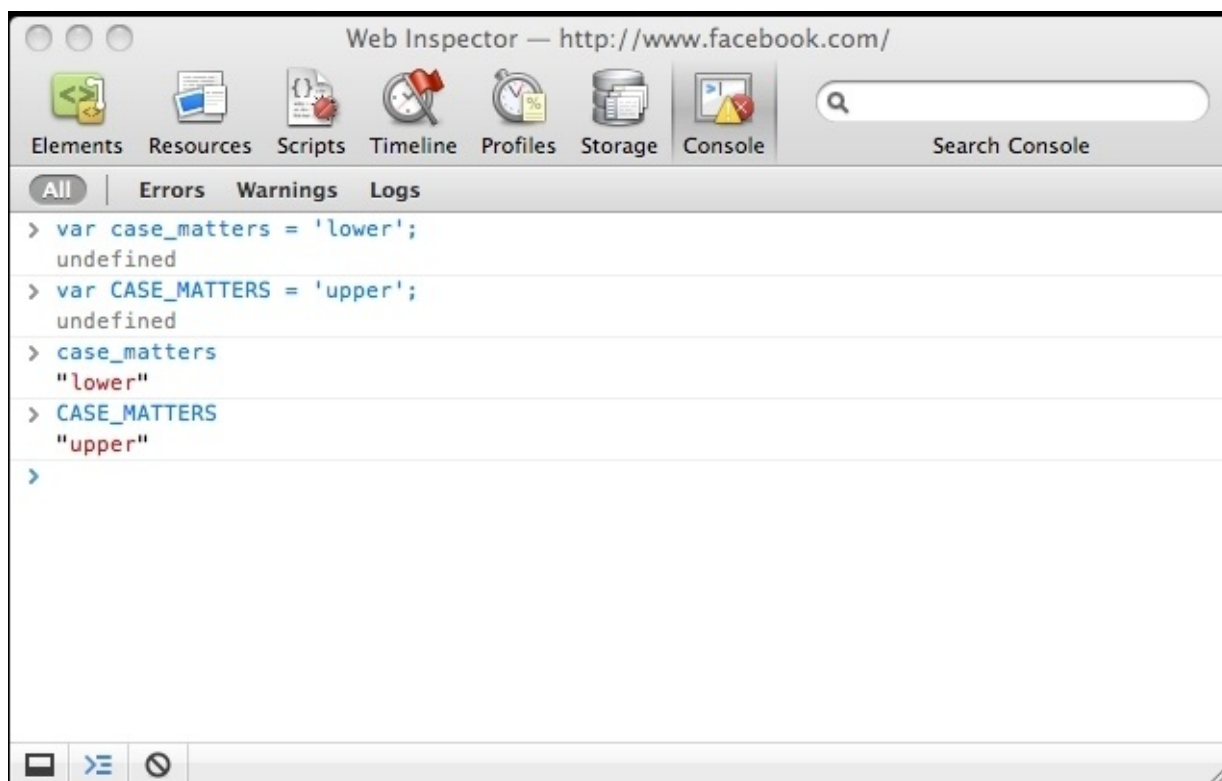 Web Inspector — http://www.facebook.com/
Elements Resources Scripts Timeline Profiles Storage Console Search Console
All Errors Warnings Logs
> var case_matters = 'lower';
undefined
> var CASE_MATTERS = 'upper';
undefined
> case_matters
"lower"
> CASE_MATTERS
"upper"
>